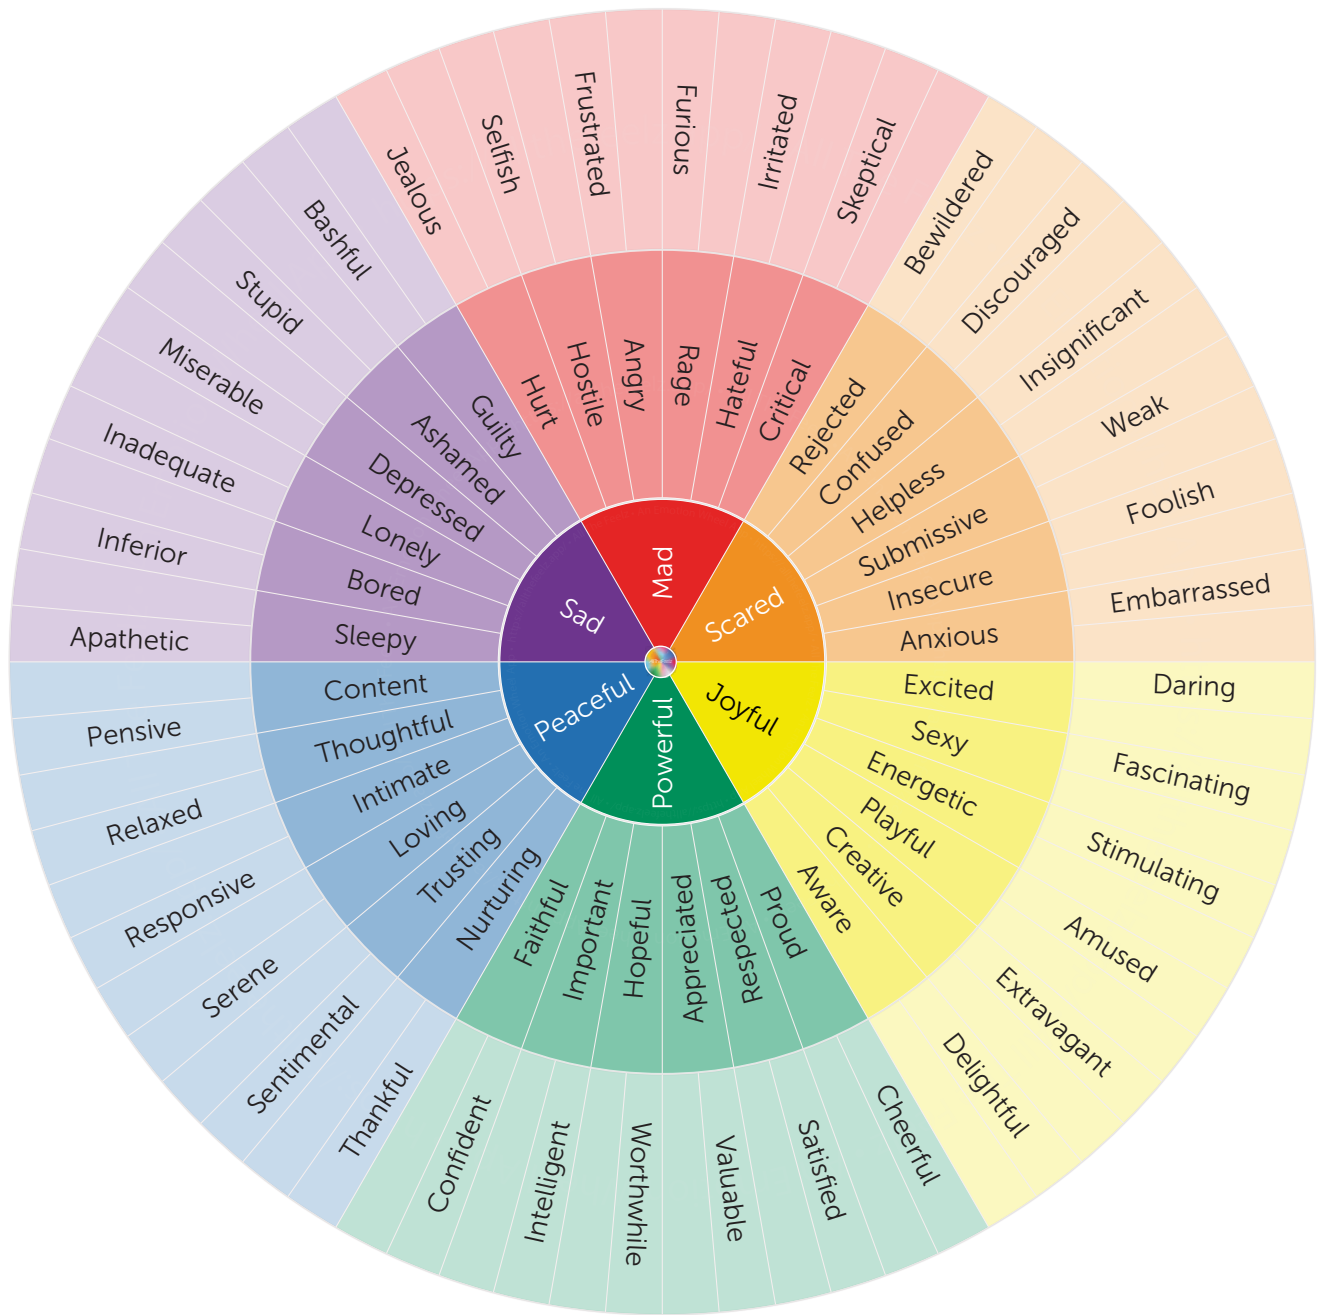 Mad
Scared
Joyful
Powerful
Peaceful
Sad
Hurt
Hostile
Angry
Rage
Hateful
Critical
Rejected
Confused
Helpless
Submissive
Insecure
Anxious
Excited
Sexy
Energetic
Playful
Creative
Aware
Proud
Respected
Appreciated
Hopeful
Important
Faithful
Nurturing
Trusting
Loving
Intimate
Thoughtful
Content
Sleepy
Bored
Lonely
Depressed
Ashamed
Guilty
Jealous
Selfish
Frustrated
Furious
Irritated
Skeptical
Bewildered
Discouraged
Insignificant
Weak
Foolish
Embarrassed
Daring
Fascinating
Stimulating
Amused
Extravagant
Delightful
Cheerful
Satisfied
Valuable
Worthwhile
Intelligent
Confident
Thankful
Sentimental
Serene
Responsive
Relaxed
Pensive
Apathetic
Inferior
Inadequate
Miserable
Stupid
Bashful